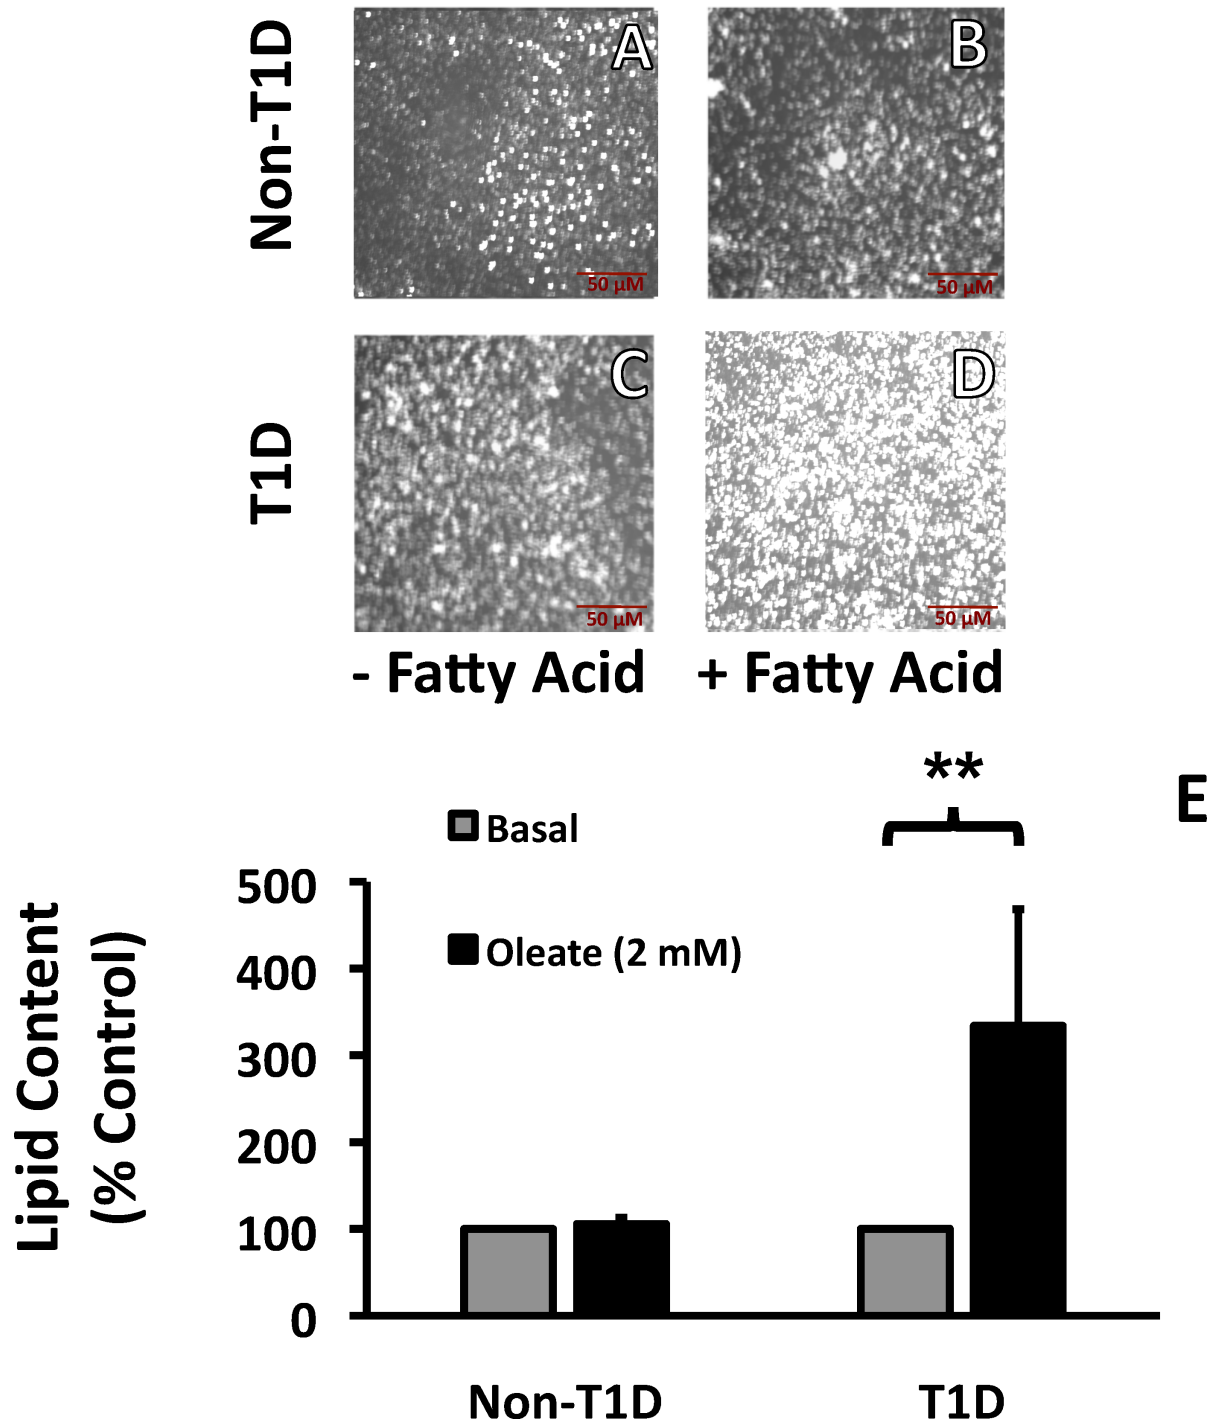 Non-T1D
A
B
50 µM
50 µM
T1D
C
D
50 µM
50 µM
- Fatty Acid
+ Fatty Acid
**
E
Basal
Oleate (2 mM)
Lipid Content
(% Control)
500
400
300
200
100
0
Non-T1D
T1D